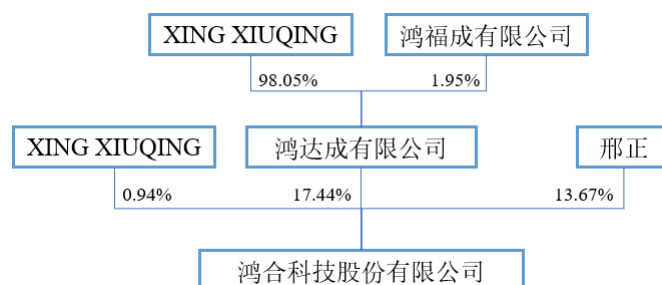 XING XIUQING
鸿福成有限公司
98.05%
1.95%
XING XIUQING
鸿达成有限公司
邢正
0.94%
17.44%
13.67%
鸿合科技股份有限公司